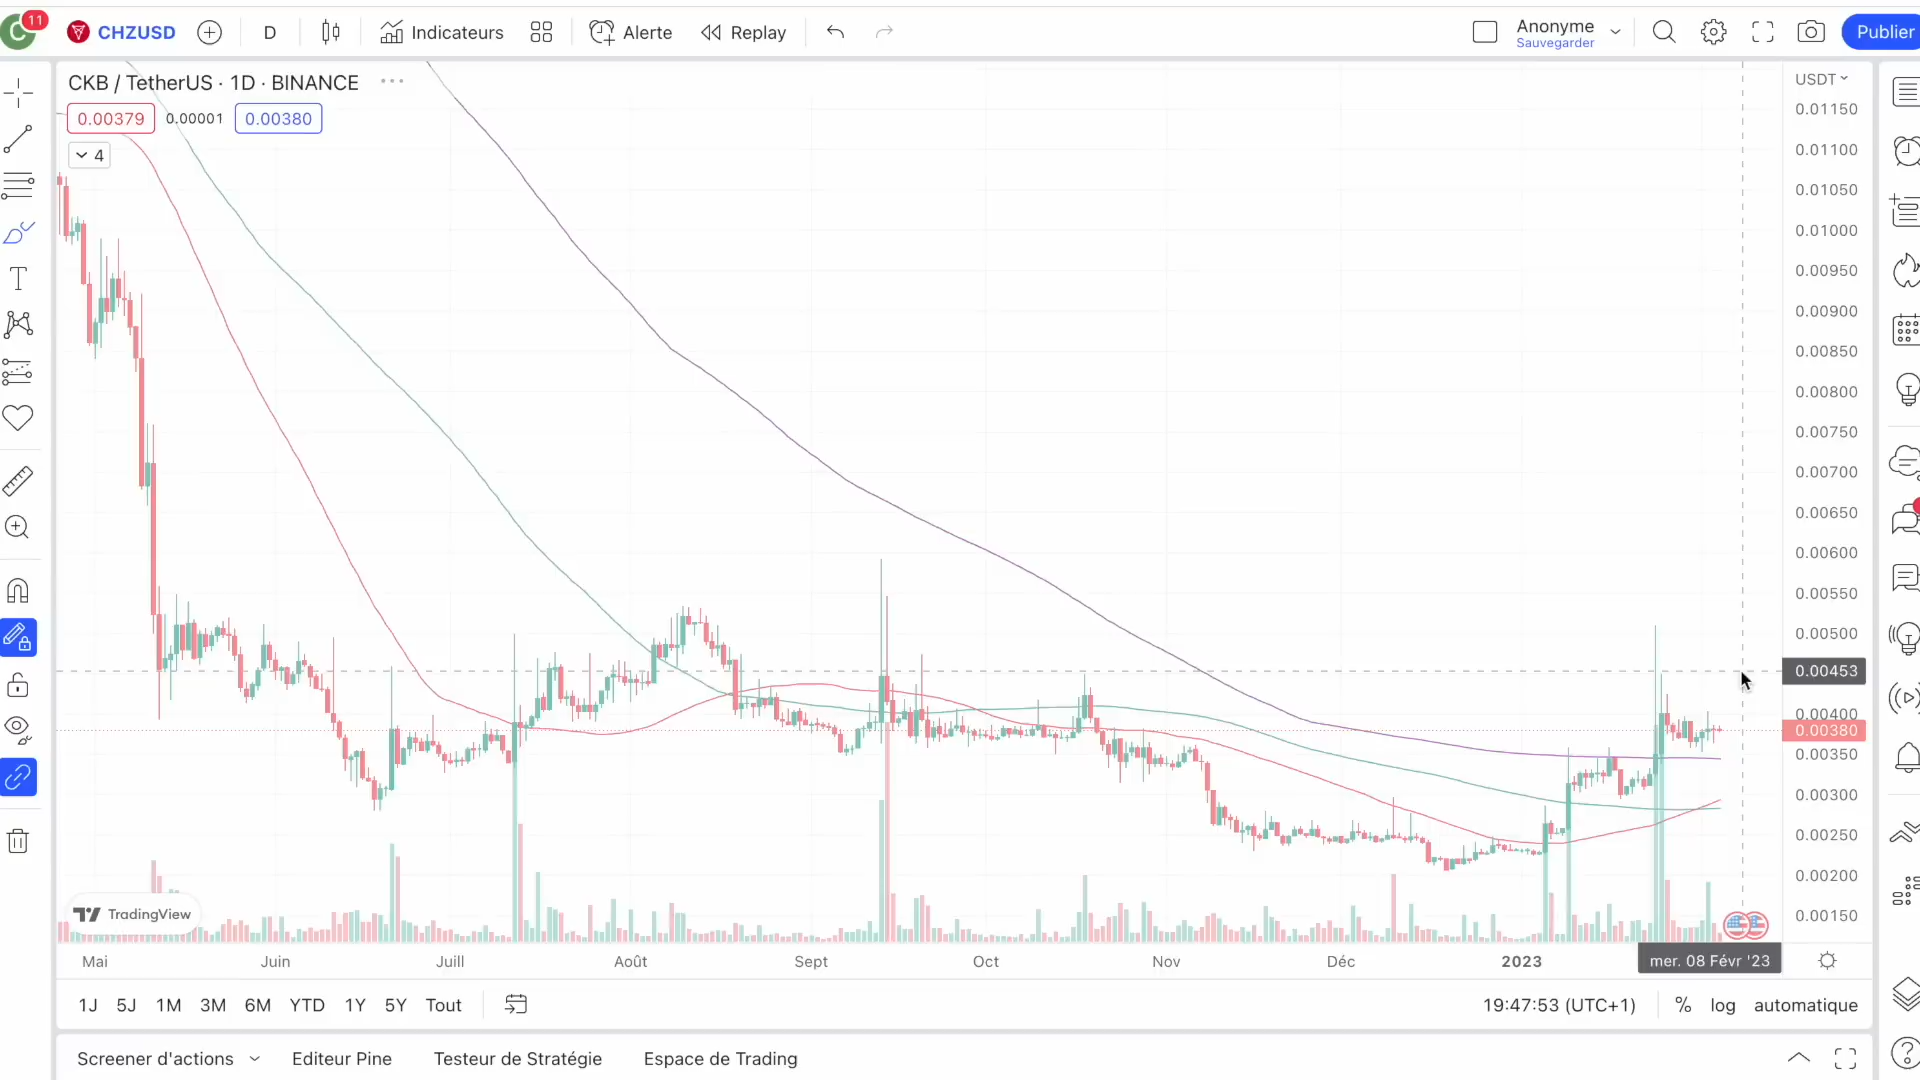 C
11
CHZUSD
D
Indicateurs
Alerte
Replay
Anonyme
Sauvegarder
Publier
CKB / TetherUS · 1D · BINANCE
0.00379
0.00001
0.00380
4
USDT
0.01150
0.01100
0.01050
0.01000
0.00950
0.00900
0.00850
0.00800
0.00750
0.00700
0.00650
0.00600
0.00550
0.00500
0.00453
0.00400
0.00380
0.00350
0.00300
0.00250
0.00200
0.00150
TradingView
Mai Juin Juill Août Sept Oct Nov Déc 2023 mer. 08 Févr '23
1J 5J 1M 3M 6M YTD 1Y 5Y Tout
19:47:53 (UTC+1) % log automatique
Screener d'actions Editeur Pine Testeur de Stratégie Espace de Trading